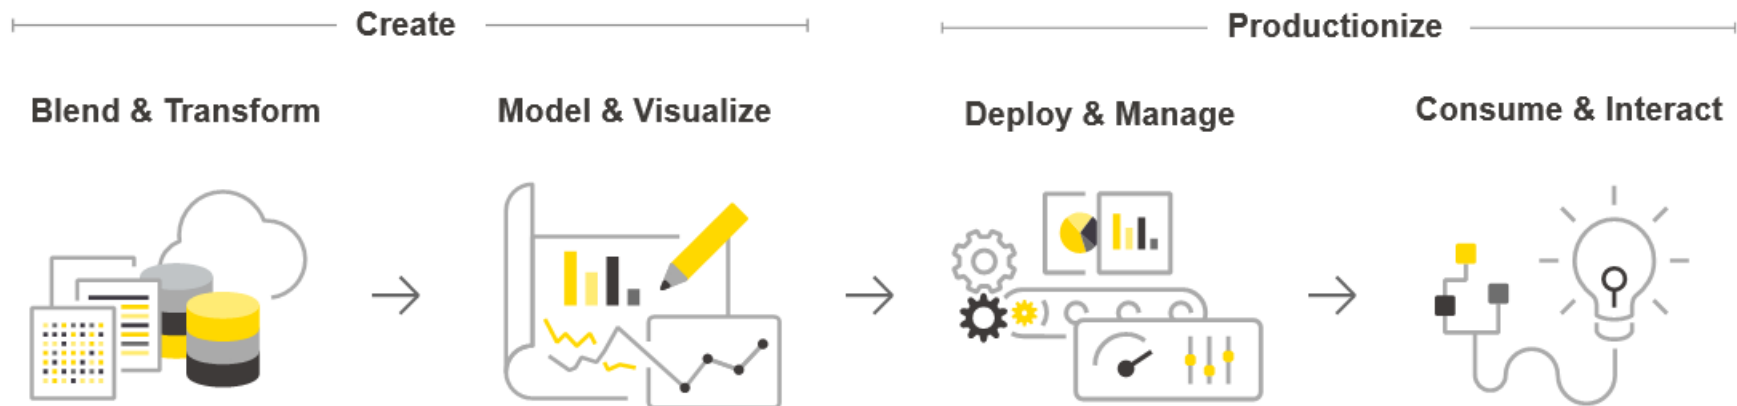 Create
Productionize
Blend & Transform
Model & Visualize
Deploy & Manage
Consume & Interact